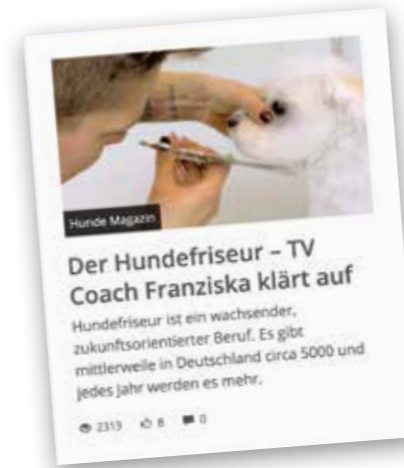 Hunde Magazin
Der Hundefriseur – TV
Coach Franziska klärt auf
Hundefriseur ist ein wachsender,
zukunftsorientierter Beruf. Es gibt
mittlerweile in Deutschland circa 5000 und
jedes Jahr werden es mehr.
2313 8 0